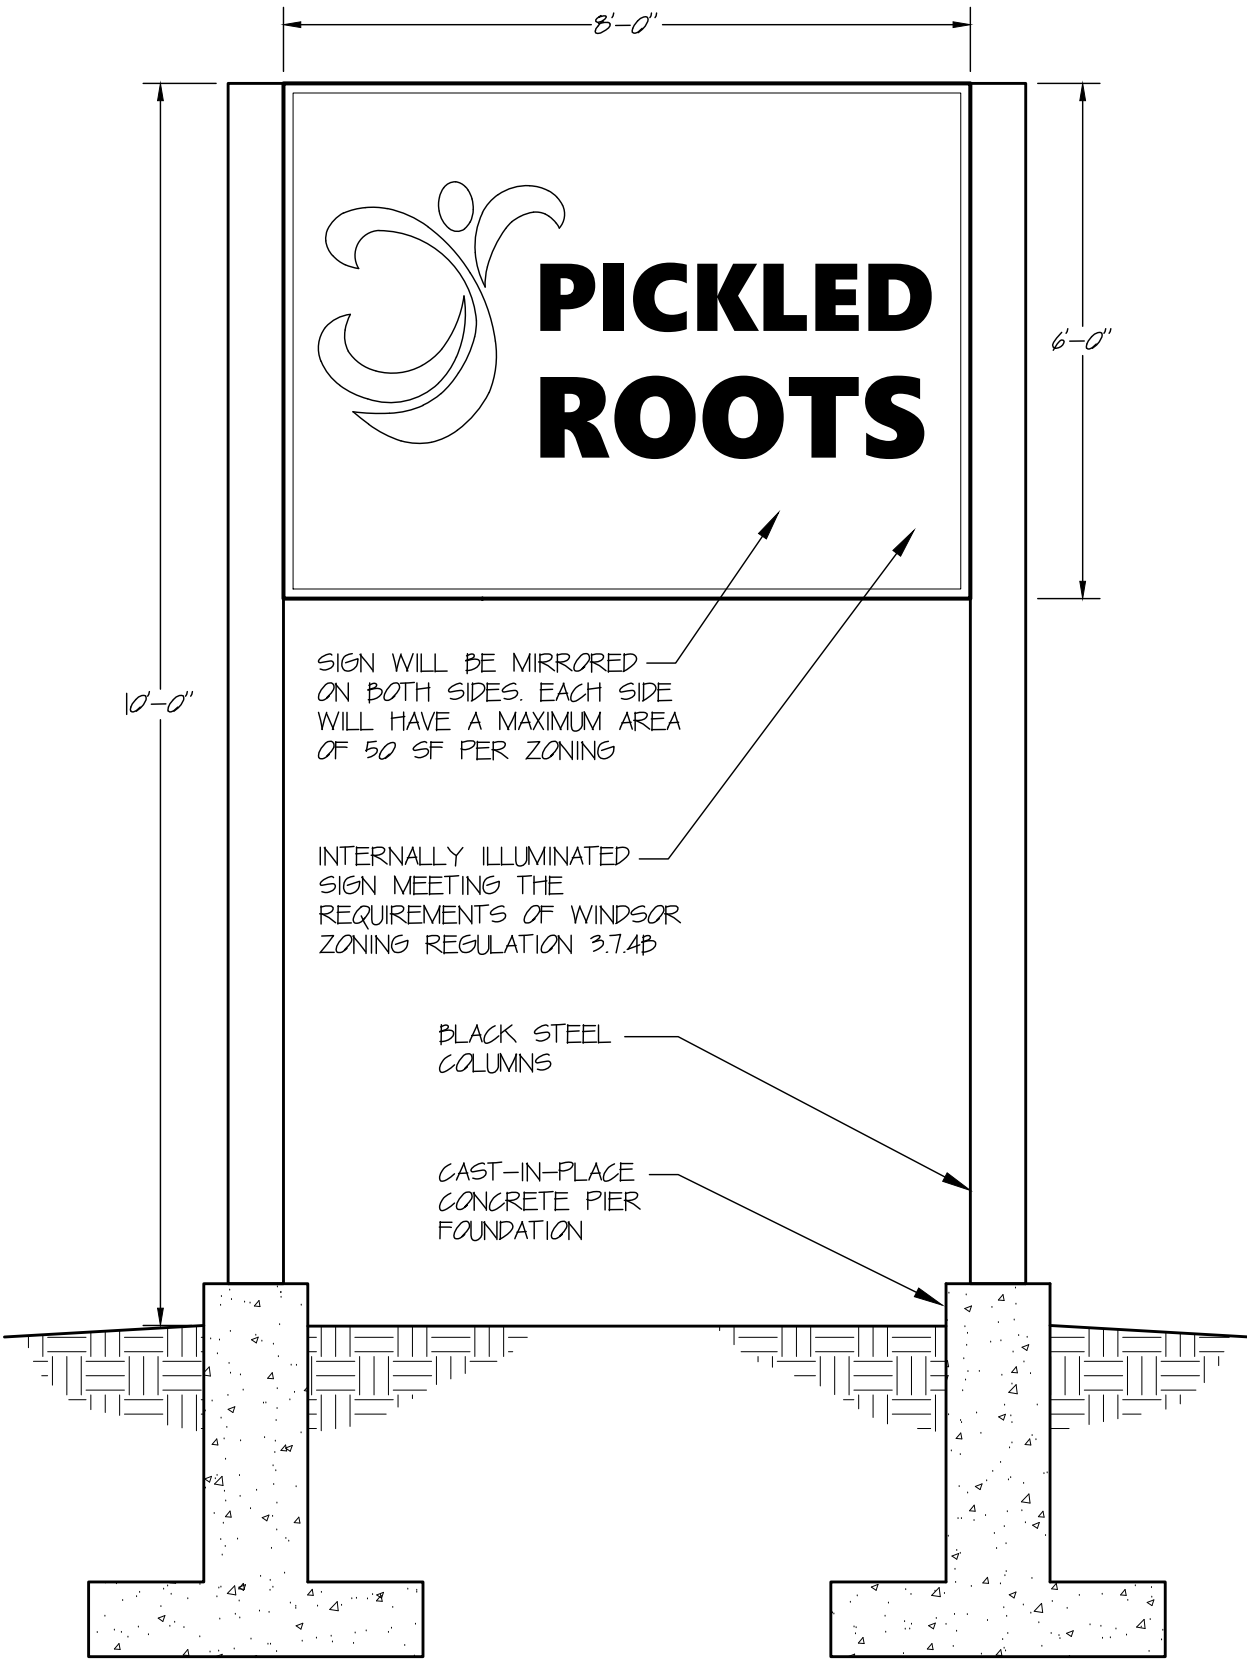 8'-0"
PICKLED
ROOTS
6'-0"
10'-0"
SIGN WILL BE MIRRORED
ON BOTH SIDES. EACH SIDE
WILL HAVE A MAXIMUM AREA
OF 50 SF PER ZONING
INTERNALLY ILLUMINATED
SIGN MEETING THE
REQUIREMENTS OF WINDSOR
ZONING REGULATION 3.7.4B
BLACK STEEL
COLUMNS
CAST-IN-PLACE
CONCRETE PIER
FOUNDATION